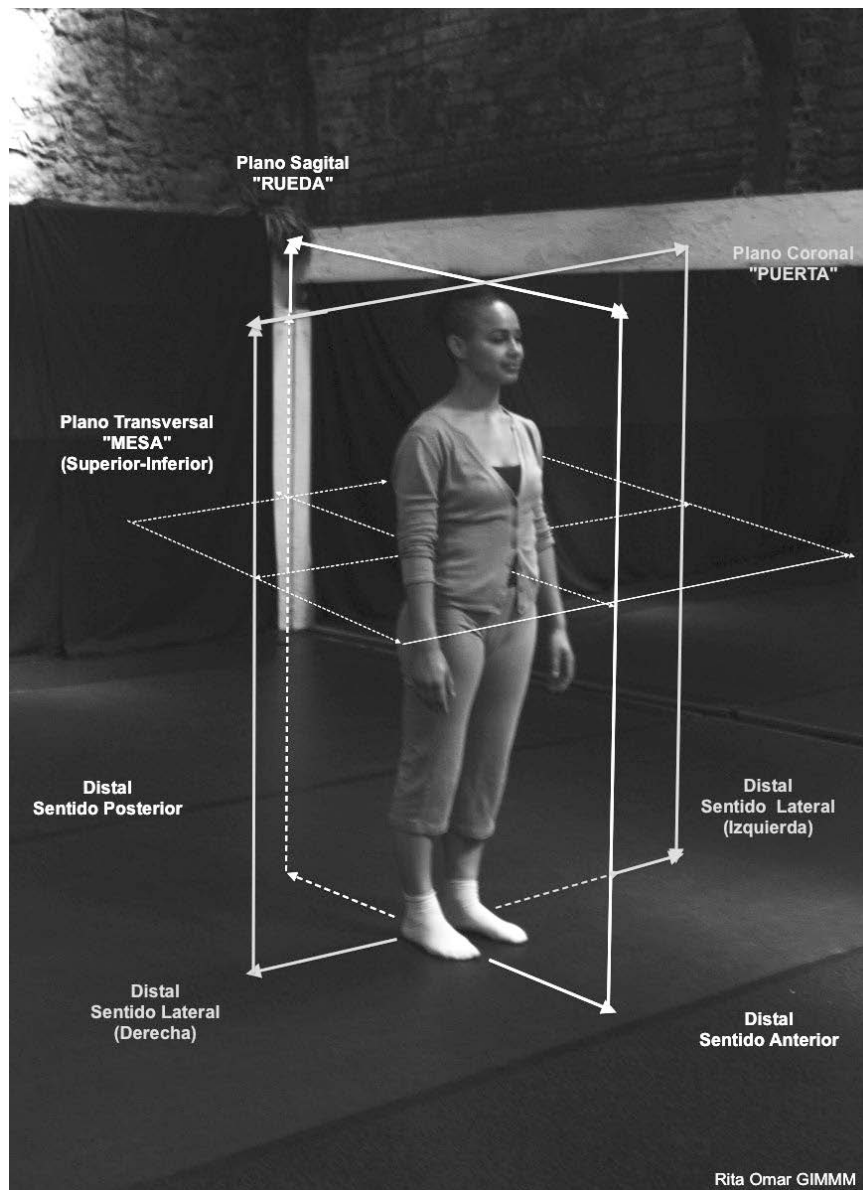 Plano Sagital
"RUEDA"
Plano Coronal
"PUERTA"
Plano Transversal
"MESA"
(Superior-Inferior)
Distal
Sentido Posterior
Distal
Sentido Lateral
(Izquierda)
Distal
Sentido Lateral
(Derecha)
Distal
Sentido Anterior
Rita Omar GIMMM